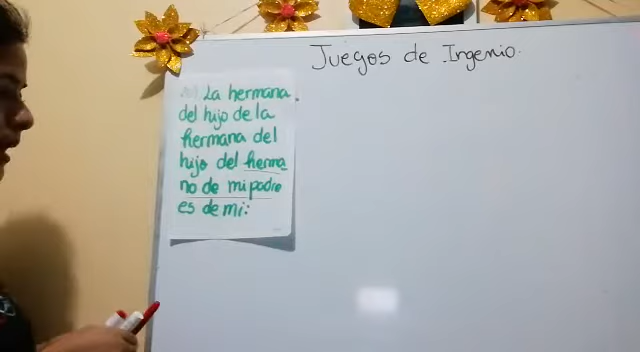 Juegos de Ingenio.
La hermana
del hijo de la
hermana del
hijo del herma
no de mi padre
es de mi: